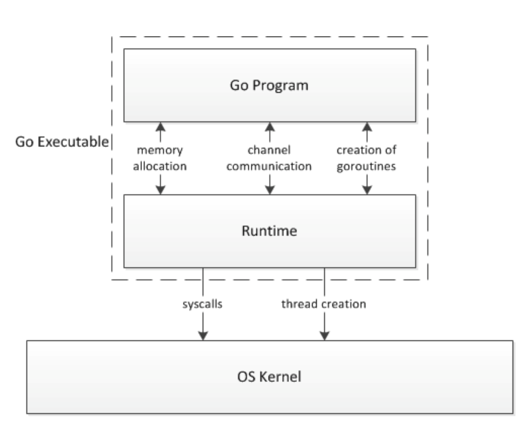 Go Program
Go Executable
memory
allocation
channel
communication
creation of
goroutines
Runtime
syscalls
thread creation
OS Kernel